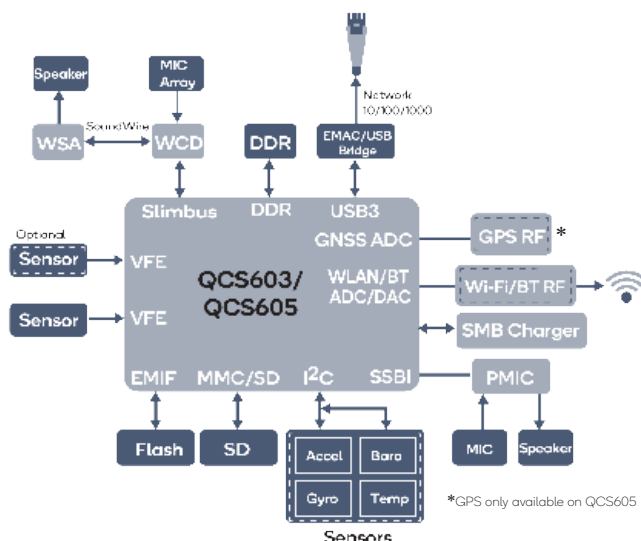 Speaker
MIC
Array
Network
10/100/1000
WSA
SoundWire
WCD
DDR
EMAC/USB
Bridge
Slimbus
DDR
USB3
GNSS ADC
GPS RF
*
Optional
Sensor
VFE
QCS603/
QCS605
WLAN/BT
ADC/DAC
Wi-Fi/BT RF
Sensor
VFE
SMB Charger
EMIF
MMC/SD
I²C
SSBI
PMIC
Flash
SD
Accel
Baro
Gyro
Temp
MIC
Speaker
*GPS only available on QCS605
Sensors